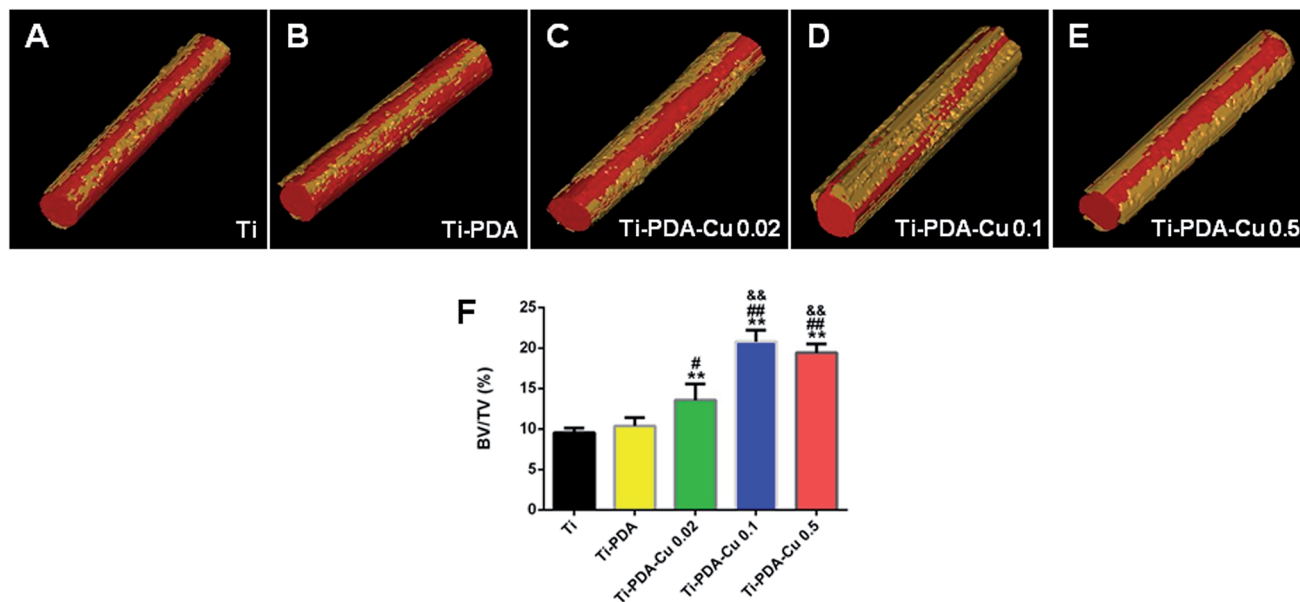 A
Ti
B
Ti-PDA
C
Ti-PDA-Cu 0.02
D
Ti-PDA-Cu 0.1
E
Ti-PDA-Cu 0.5
F
BV/TV (%)
25
20
15
10
5
0
#
**
&&
##
**
&&
##
**
Ti
Ti-PDA
Ti-PDA-Cu 0.02
Ti-PDA-Cu 0.1
Ti-PDA-Cu 0.5